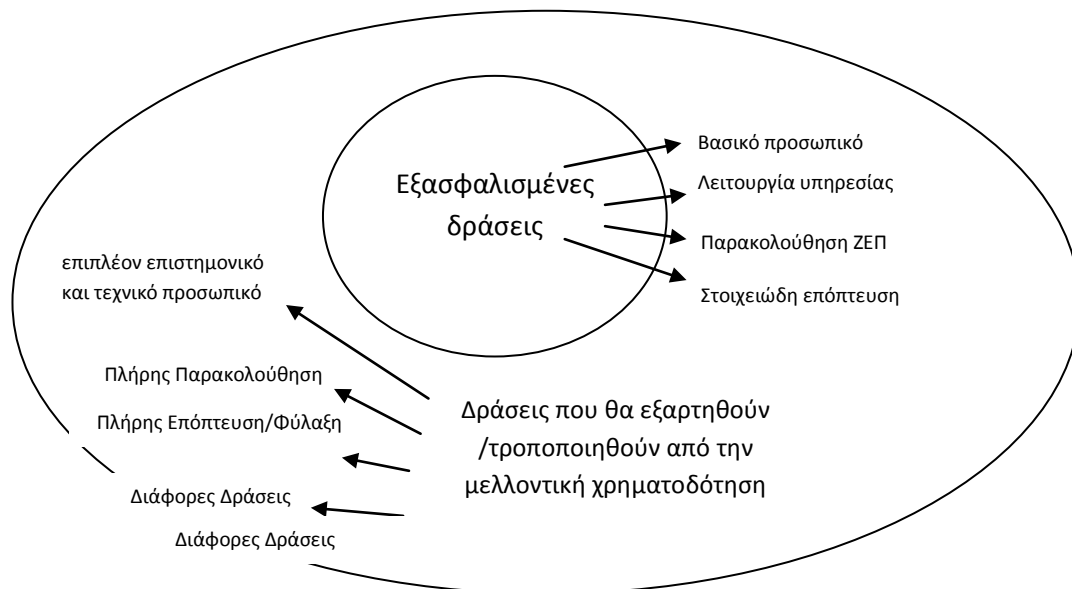 Εξασφαλισμένες
δράσεις
Βασικό προσωπικό
Λειτουργία υπηρεσίας
Παρακολούθηση ΖΕΠ
Στοιχειώδη επόπτευση
επιπλέον επιστημονικό
και τεχνικό προσωπικό
Πλήρης Παρακολούθηση
Πλήρης Επόπτευση/Φύλαξη
Διάφορες Δράσεις
Διάφορες Δράσεις
Δράσεις που θα εξαρτηθούν
/τροποποιηθούν από την
μελλοντική χρηματοδότηση